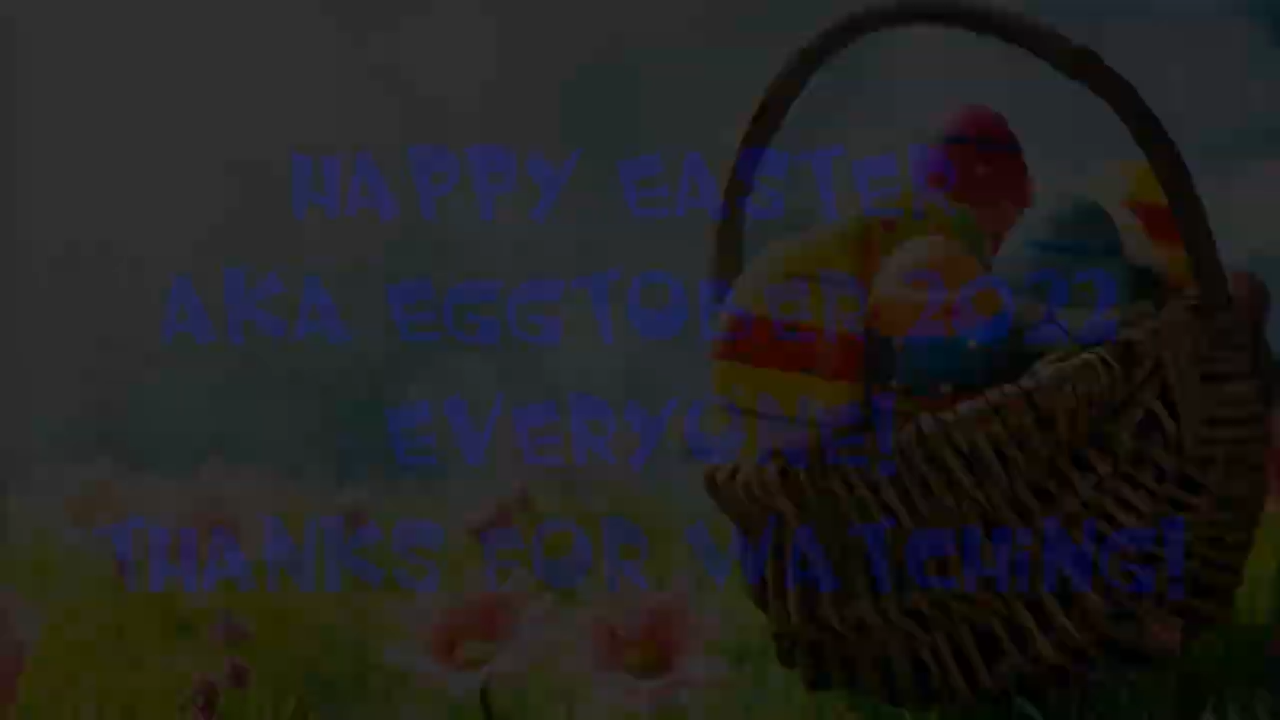 HAPPY EASTER
AKA EGGTOBER 2022
EVERYONE!
THANKS FOR WATCHING!